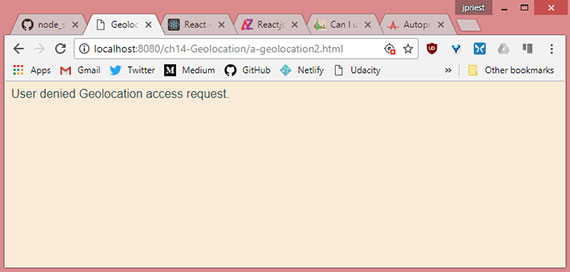 jpriest
node_s
Geoloc
React -
Reactjs
Can I u
Autopr
localhost:8080/ch14-Geolocation/a-geolocation2.html
Apps Gmail Twitter Medium GitHub Netlify Udacity » Other bookmarks
User denied Geolocation access request.